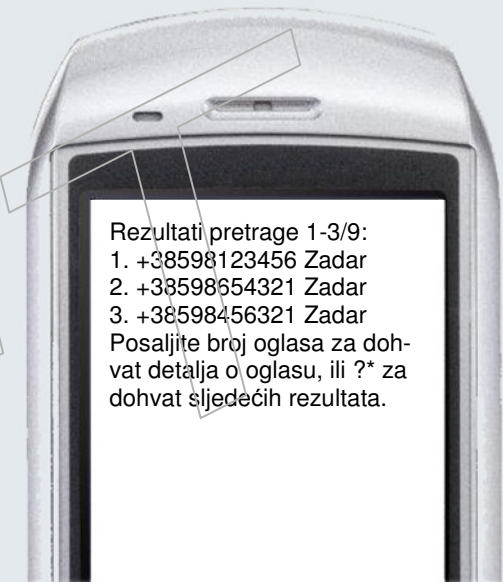 Rezultati pretrage 1-3/9:
1. +38598123456 Zadar
2. +38598654321 Zadar
3. +38598456321 Zadar
Posaljite broj oglasa za doh-
vat detalja o oglasu, ili ?* za
dohvat sljedećih rezultata.